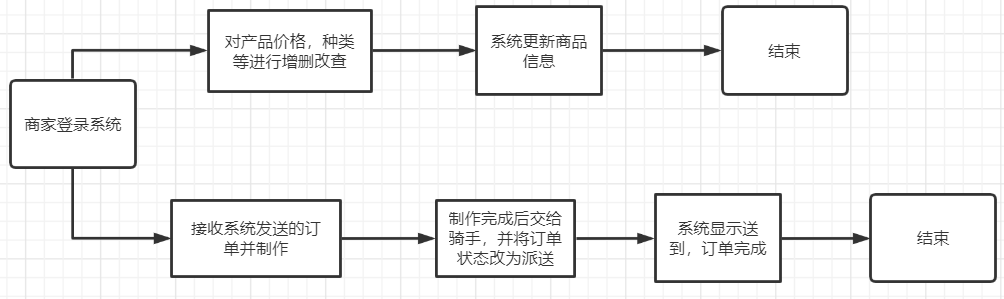 对产品价格，种类
等进行增删改查
系统更新商品
信息
结束
商家登录系统
接收系统发送的订
单并制作
制作完成后交给
骑手，并将订单
状态改为派送
系统显示送
到，订单完成
结束